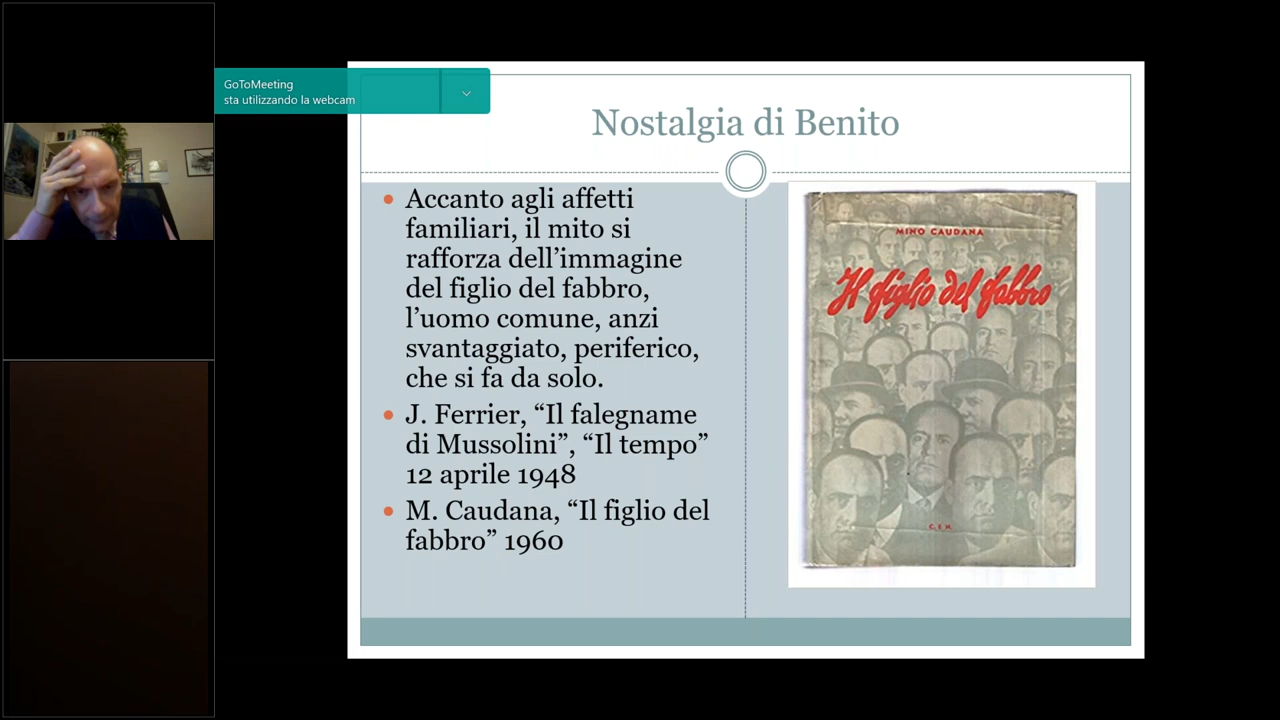 GoToMeeting
sta utilizzando la webcam
Nostalgia di Benito
Accanto agli affetti
familiari, il mito si
rafforza dell’immagine
del figlio del fabbro,
l’uomo comune, anzi
svantaggiato, periferico,
che si fa da solo.
J. Ferrier, “Il falegname
di Mussolini”, “Il tempo”
12 aprile 1948
M. Caudana, “Il figlio del
fabbro” 1960
MINO CAUDANA
Il figlio del fabbro
C.E.N.